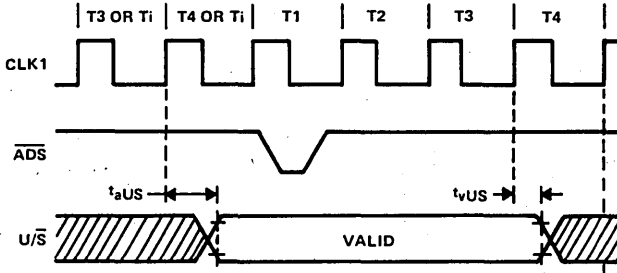 T3 OR Ti T4 OR Ti T1 T2 T3 T4
CLK1
ADS
taUS tvUS
U/S VALID